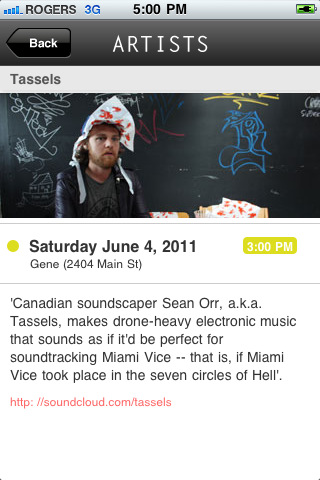 ROGERS 3G 5:00 PM
Back ARTISTS
Tassels
Saturday June 4, 2011 3:00 PM
Gene (2404 Main St)
'Canadian soundscaper Sean Orr, a.k.a.
Tassels, makes drone-heavy electronic music
that sounds as if it'd be perfect for
soundtracking Miami Vice -- that is, if Miami
Vice took place in the seven circles of Hell'.
http: //soundcloud.com/tassels